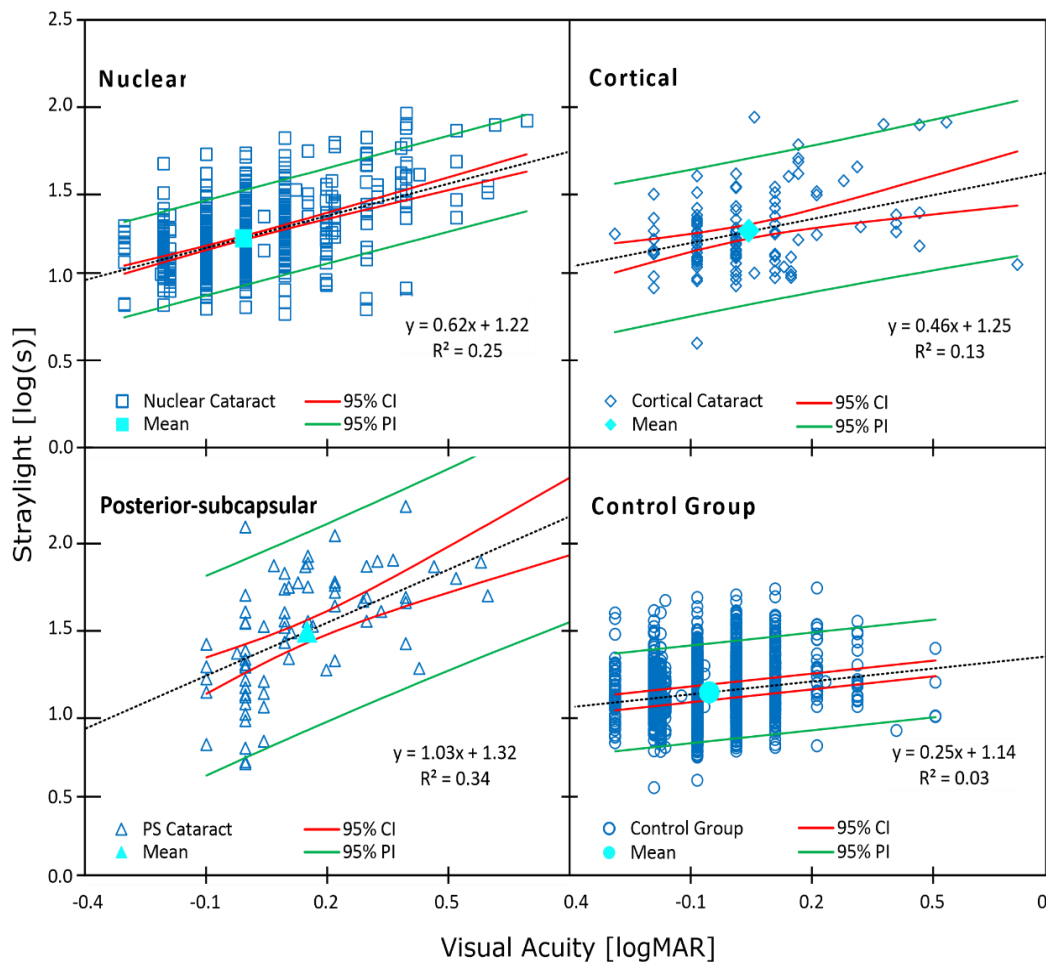 Straylight [log(s)]
2.5
2.0
1.5
1.0
0.5
0.0
Nuclear
y = 0.62x + 1.22
R² = 0.25
Nuclear Cataract
Mean
95% CI
95% PI
Cortical
y = 0.46x + 1.25
R² = 0.13
Cortical Cataract
Mean
95% CI
95% PI
2.0
1.5
1.0
0.5
0.0
Posterior-subcapsular
y = 1.03x + 1.32
R² = 0.34
PS Cataract
Mean
95% CI
95% PI
Control Group
y = 0.25x + 1.14
R² = 0.03
Control Group
Mean
95% CI
95% PI
-0.4 -0.1 0.2 0.5 0.4 -0.1 0.2 0.5 0
Visual Acuity [logMAR]